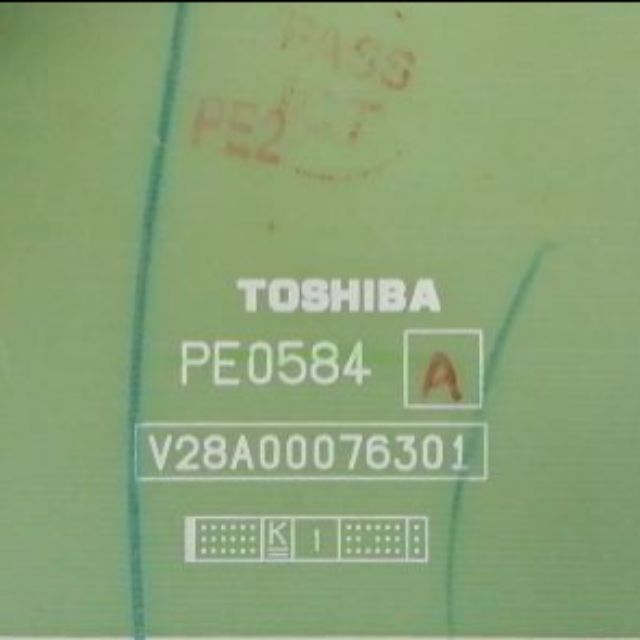 PASS
PE2
TOSHIBA
PE0584 A
V28A00076301
K 1